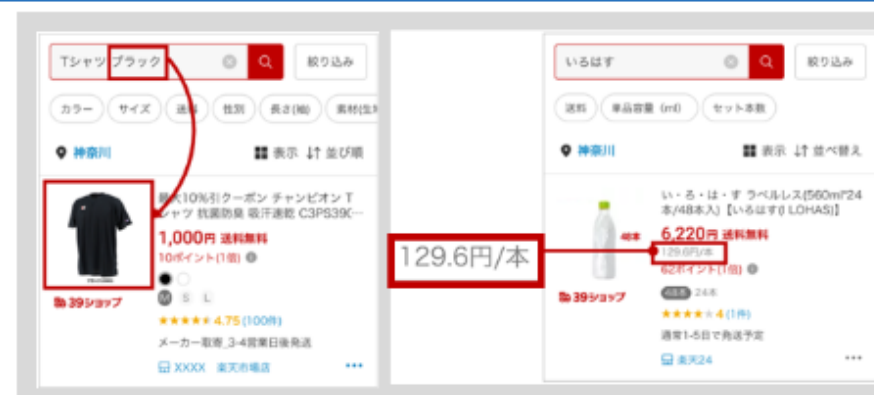 Tシャツ ブラック
絞り込み
カラー
サイズ
送料
性別
長さ(袖)
素材(生
神奈川
表示
並び順
最大10%引クーポン チャンピオン T
シャツ 抗菌防臭 吸汗速乾 C3PS39(…
1,000円 送料無料
10ポイント(1倍)
M S L
39ショップ
4.75 (100件)
メーカー取寄_3-4営業日後発送
XXXX 楽天市場店
129.6円/本
いろはす
絞り込み
送料
単品容量 (ml)
セット本数
神奈川
表示
並べ替え
い・ろ・は・す ラベルレス(560ml*24
本/48本入)【いろはす(I LOHAS)】
48本
6,220円 送料無料
129.6円/本
62ポイント(1倍)
48本 24本
39ショップ
4 (1件)
通常1-5日で発送予定
楽天24